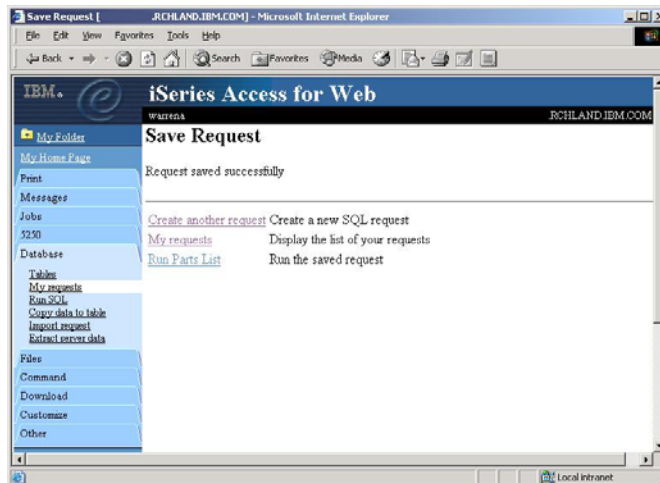 Save Request [ .RCHLAND.IBM.COM] - Microsoft Internet Explorer
File Edit View Favorites Tools Help
Back Search Favorites Media
IBM. iSeries Access for Web
warrena .RCHLAND.IBM.COM
My Folder
My Home Page
Print
Messages
Jobs
5250
Database
Tables
My requests
Run SQL
Copy data to table
Import request
Extract server data
Files
Command
Download
Customize
Other
Save Request
Request saved successfully
Create another request Create a new SQL request
My requests Display the list of your requests
Run Parts List Run the saved request
Local intranet